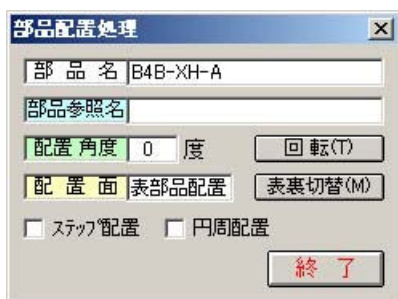 部品配置処理
部 品 名 B4B-XH-A
部品参照名
配置 角度 0 度 回 転(T)
配 置 面 表部品配置 表裏切替(M)
ステップ配置 円周配置
終 了